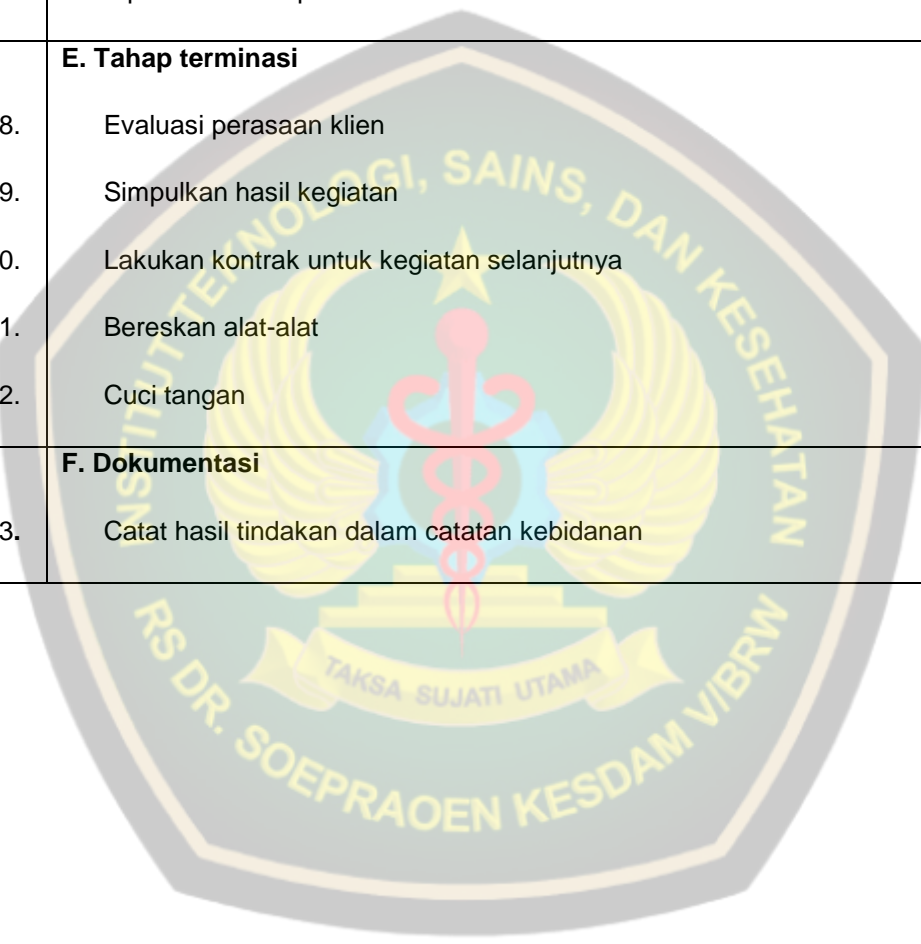 E. Tahap terminasi
8. Evaluasi perasaan klien
9. Simpulkan hasil kegiatan
0. Lakukan kontrak untuk kegiatan selanjutnya
1. Bereskan alat-alat
2. Cuci tangan
F. Dokumentasi
3. Catat hasil tindakan dalam catatan kebidanan
INSTITUT TEKNOLOGI, SAINS, DAN KESEHATAN
TAKSA SUJATI UTAMA
RS DR. SOEPRAOEN KESDAM V/BRW